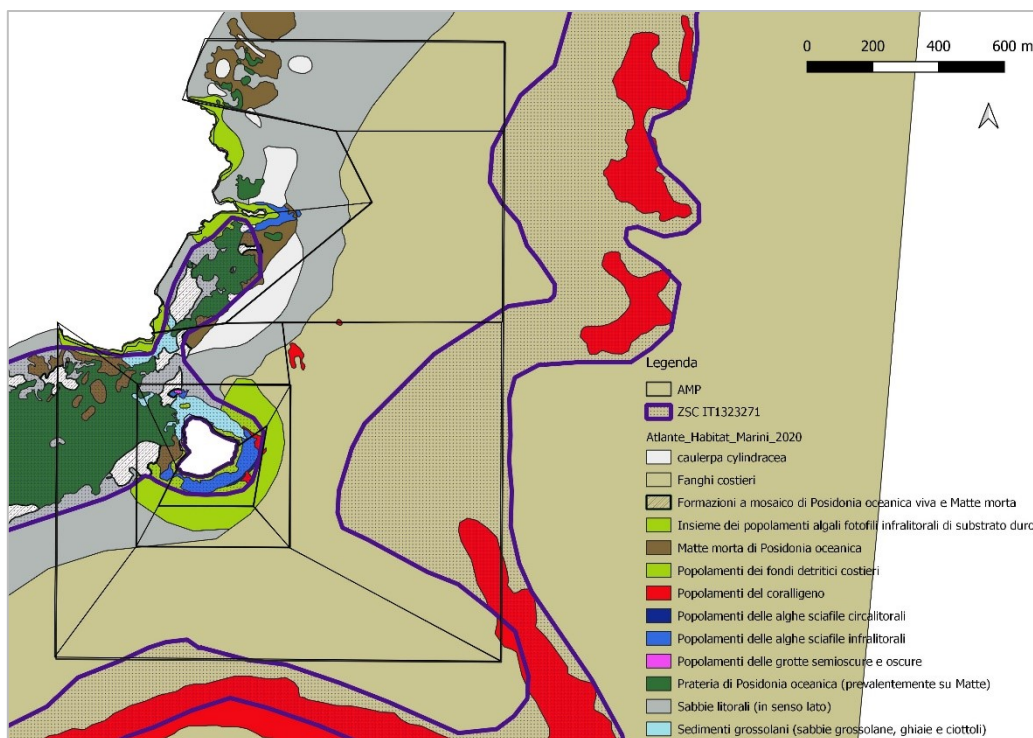 0 200 400 600 m
Legenda
AMP
ZSC IT1323271
Atlante_Habitat_Marini_2020
caulerpa cylindracea
Fanghi costieri
Formazioni a mosaico di Posidonia oceanica viva e Matte morta
Insieme dei popolamenti algali fotofili infralitorali di substrato duro
Matte morta di Posidonia oceanica
Popolamenti dei fondi detritici costieri
Popolamenti del coralligeno
Popolamenti delle alghe sciafile circalitorali
Popolamenti delle alghe sciafile infralitorali
Popolamenti delle grotte semioscure e oscure
Prateria di Posidonia oceanica (prevalentemente su Matte)
Sabbie litorali (in senso lato)
Sedimenti grossolani (sabbie grossolane, ghiaie e ciottoli)